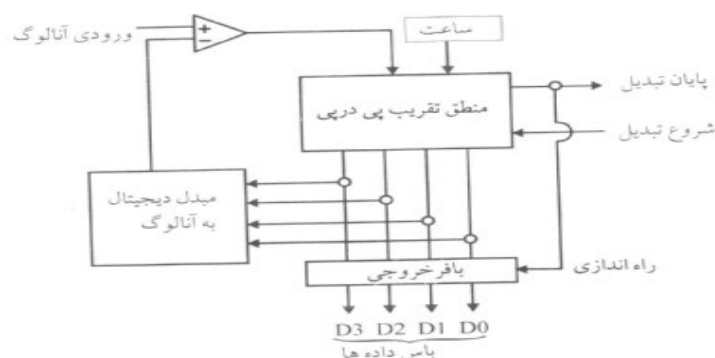 ورودی آنالوگ
+
−
ساعت
منطق تقریب پی درپی
پایان تبدیل
شروع تبدیل
مبدل دیجیتال
به آنالوگ
بافرخروجی
راه اندازی
D3 D2 D1 D0
باس داده ها